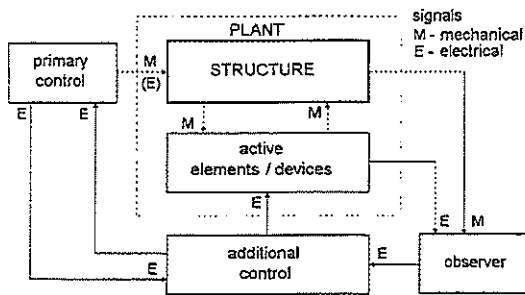 signals
M - mechanical
E - electrical
PLANT
primary
control
M
(E)
STRUCTURE
E
E
M
M
active
elements / devices
E
E
M
E
additional
control
E
observer